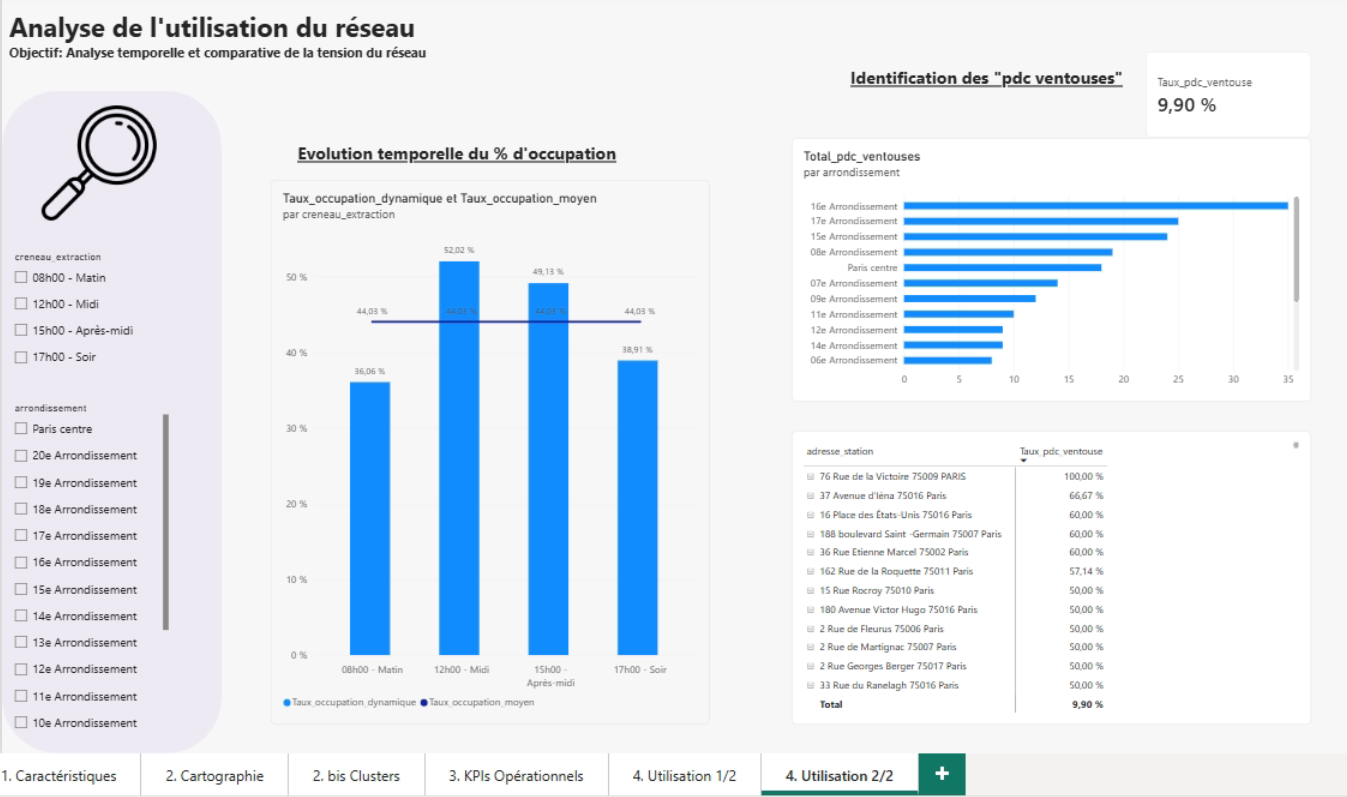 Analyse de l'utilisation du réseau
Objectif: Analyse temporelle et comparative de la tension du réseau
creneau_extraction
08h00 - Matin
12h00 - Midi
15h00 - Après-midi
17h00 - Soir
arrondissement
Paris centre
20e Arrondissement
19e Arrondissement
18e Arrondissement
17e Arrondissement
16e Arrondissement
15e Arrondissement
14e Arrondissement
13e Arrondissement
12e Arrondissement
11e Arrondissement
10e Arrondissement
Evolution temporelle du % d'occupation
Taux_occupation_dynamique et Taux_occupation_moyen
par creneau_extraction
52,02 %
49,13 %
50 %
44,03 % 44,03 % 44,03 % 44,03 %
40 %
38,91 %
36,06 %
30 %
20 %
10 %
0 %
08h00 - Matin 12h00 - Midi 15h00 - 17h00 - Soir
Après-midi
Taux_occupation_dynamique Taux_occupation_moyen
Identification des "pdc ventouses"
Taux_pdc_ventouse
9,90 %
Total_pdc_ventouses
par arrondissement
16e Arrondissement
17e Arrondissement
15e Arrondissement
08e Arrondissement
Paris centre
07e Arrondissement
09e Arrondissement
11e Arrondissement
12e Arrondissement
14e Arrondissement
06e Arrondissement
0 5 10 15 20 25 30 35
adresse_station Taux_pdc_ventouse
76 Rue de la Victoire 75009 PARIS 100,00 %
37 Avenue d'Iéna 75016 Paris 66,67 %
16 Place des États-Unis 75016 Paris 60,00 %
188 boulevard Saint -Germain 75007 Paris 60,00 %
36 Rue Etienne Marcel 75002 Paris 60,00 %
162 Rue de la Roquette 75011 Paris 57,14 %
15 Rue Rocroy 75010 Paris 50,00 %
180 Avenue Victor Hugo 75016 Paris 50,00 %
2 Rue de Fleurus 75006 Paris 50,00 %
2 Rue de Martignac 75007 Paris 50,00 %
2 Rue Georges Berger 75017 Paris 50,00 %
33 Rue du Ranelagh 75016 Paris 50,00 %
Total 9,90 %
1. Caractéristiques 2. Cartographie 2. bis Clusters 3. KPIs Opérationnels 4. Utilisation 1/2 4. Utilisation 2/2 +